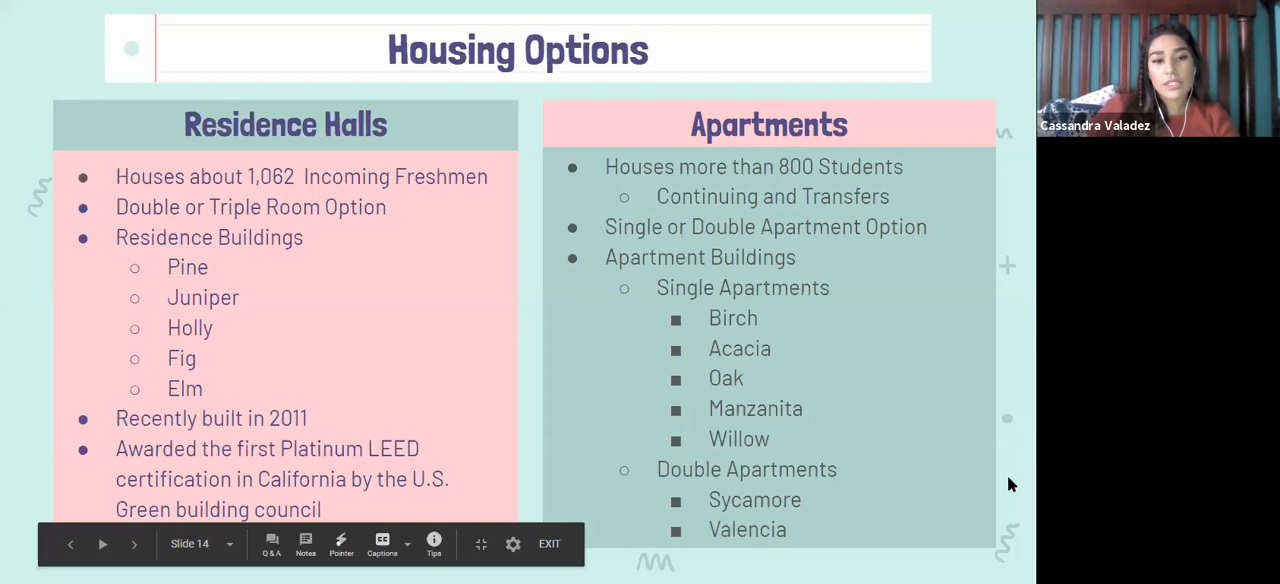 Housing Options
Residence Halls
Houses about 1,062 Incoming Freshmen
Double or Triple Room Option
Residence Buildings
Pine
Juniper
Holly
Fig
Elm
Recently built in 2011
Awarded the first Platinum LEED
certification in California by the U.S.
Green building council
Apartments
Houses more than 800 Students
Continuing and Transfers
Single or Double Apartment Option
Apartment Buildings
Single Apartments
Birch
Acacia
Oak
Manzanita
Willow
Double Apartments
Sycamore
Valencia
Cassandra Valadez
Slide 14
Q & A
Notes
Pointer
CC
Captions
Tips
EXIT